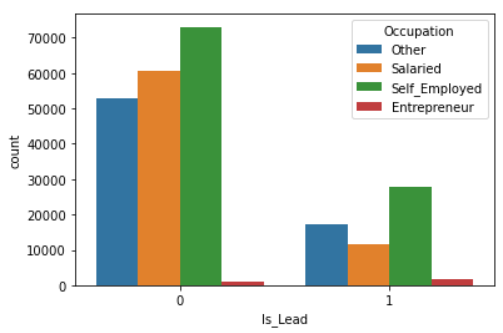 Occupation
Other
Salaried
Self_Employed
Entrepreneur
70000
60000
50000
40000
30000
20000
10000
0
count
0
1
Is_Lead